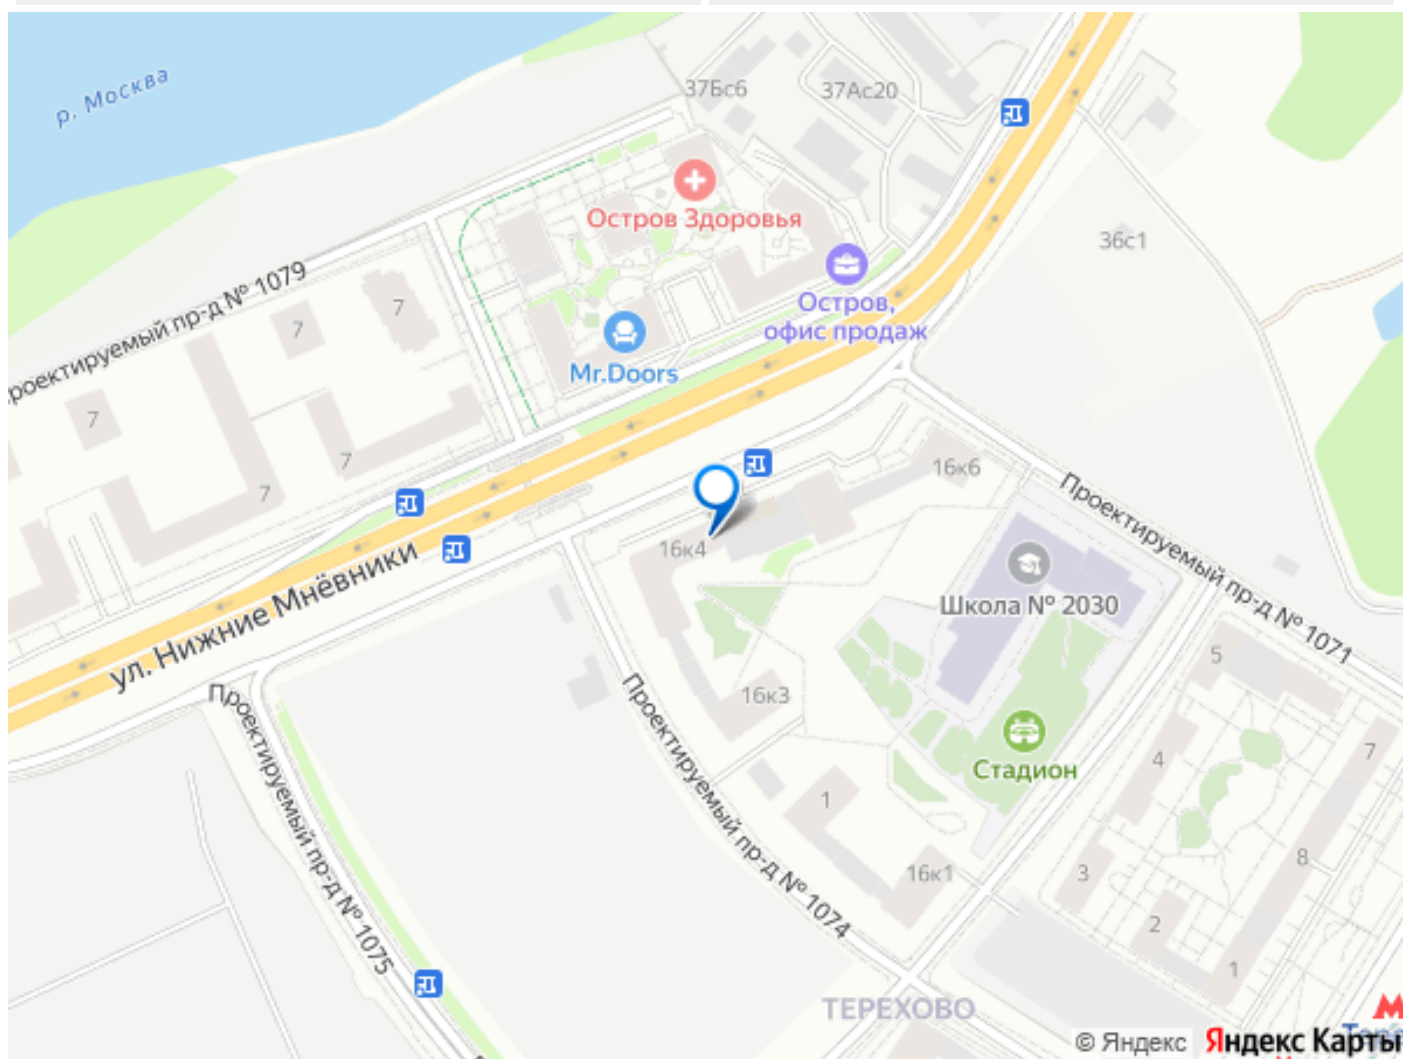 р. Москва
37Бс6
37Ас20
Остров Здоровья
36с1
Проектируемый пр-д № 1079
7
7
Остров,
офис продаж
Mr.Doors
7
7
7
16к6
Проектируемый пр-д № 1071
16к4
ул. Нижние Мнёвники
Школа № 2030
5
16к3
Проектируемый пр-д № 1075
Проектируемый пр-д № 1074
Стадион
7
4
1
8
16к1
3
2
1
ТЕРЕХОВО
© Яндекс
Яндекс Карты